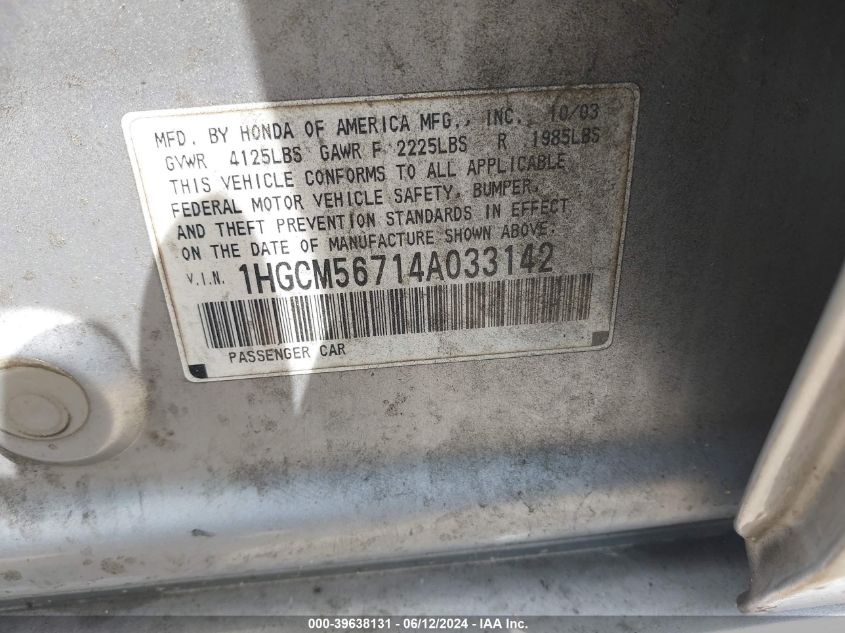 MFD. BY HONDA OF AMERICA MFG., INC., 10/03
GVWR 4125LBS GAWR F 2225LBS R 1985LBS
THIS VEHICLE CONFORMS TO ALL APPLICABLE
FEDERAL MOTOR VEHICLE SAFETY, BUMPER,
AND THEFT PREVENTION STANDARDS IN EFFECT
ON THE DATE OF MANUFACTURE SHOWN ABOVE.
V.I.N. 1HGCM56714A033142
PASSENGER CAR
000-39638131 - 06/12/2024 - IAA Inc.